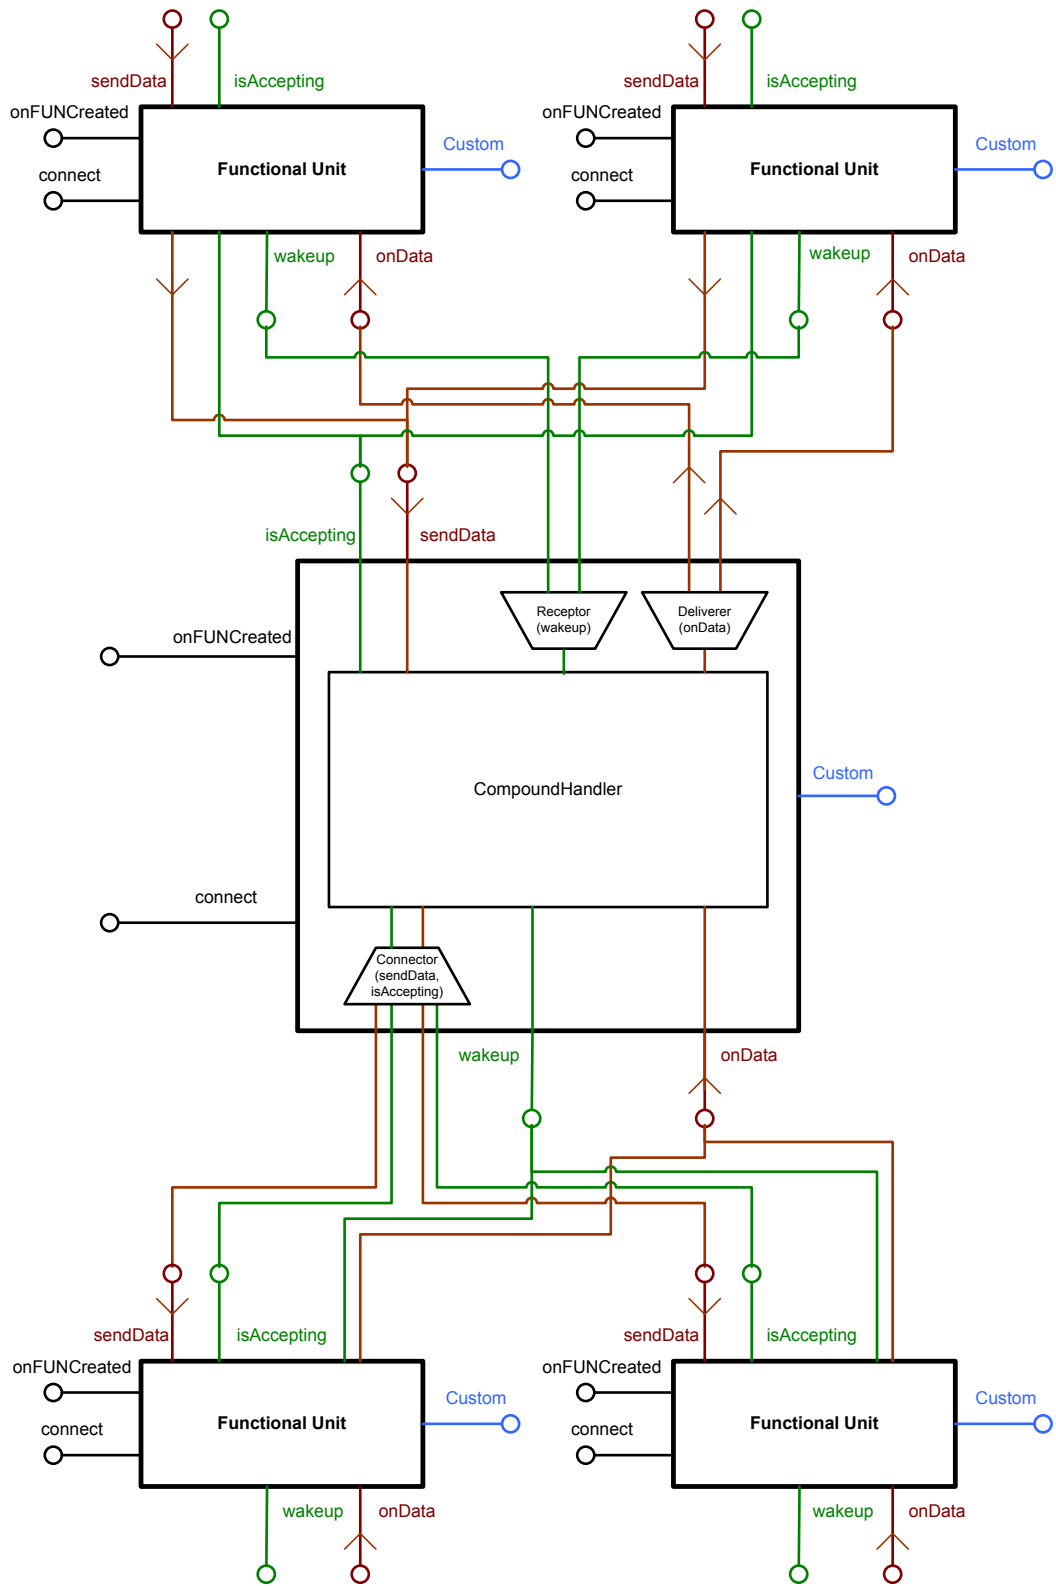 sendData
isAccepting
sendData
isAccepting
onFUNCreated
onFUNCreated
Custom
Custom
Functional Unit
Functional Unit
connect
connect
wakeup
onData
wakeup
onData
isAccepting
sendData
Receptor
(wakeup)
Deliverer
(onData)
onFUNCreated
Custom
CompoundHandler
connect
Connector
(sendData,
isAccepting)
wakeup
onData
sendData
isAccepting
sendData
isAccepting
onFUNCreated
onFUNCreated
Custom
Custom
Functional Unit
Functional Unit
connect
connect
wakeup
onData
wakeup
onData